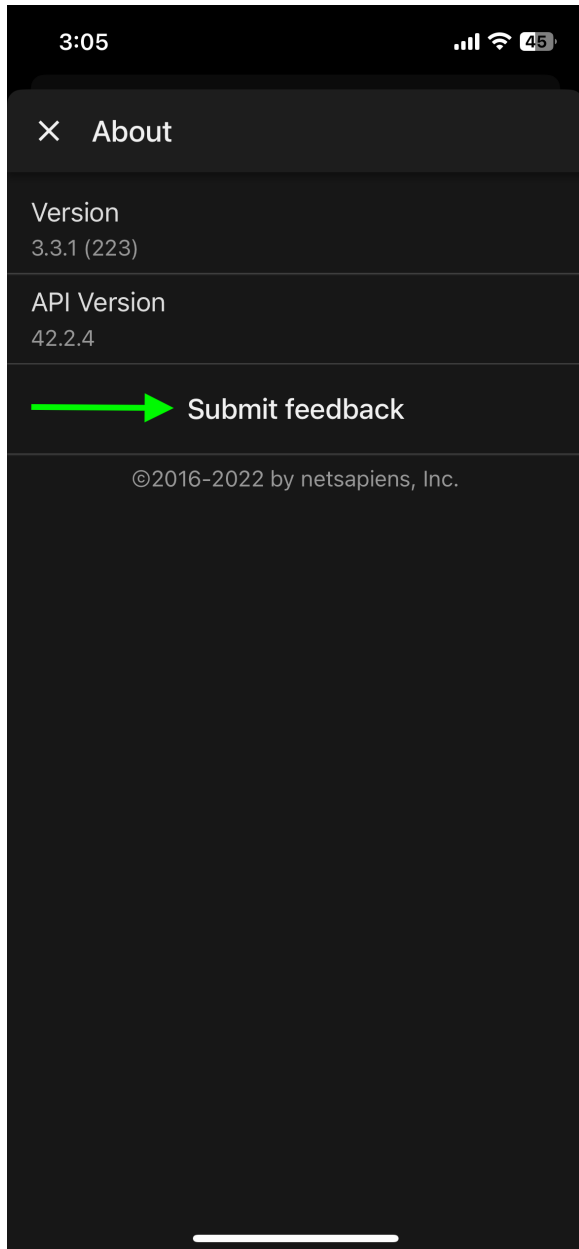 3:05
45
About
Version
3.3.1 (223)
API Version
42.2.4
Submit feedback
©2016-2022 by netsapiens, Inc.